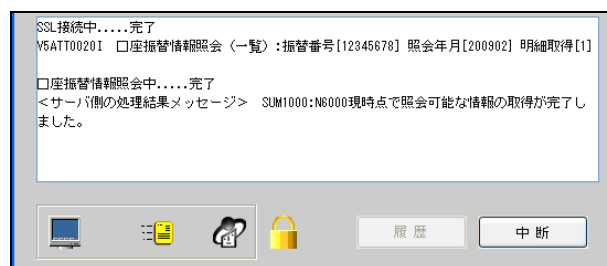 SSL接続中.....完了
V5ATT0020I 口座振替情報照会（一覧）:振替番号[12345678] 照会年月[200902] 明細取得[1]
口座振替情報照会中.....完了
＜サーバ側の処理結果メッセージ＞ SUM1000:N6000現時点で照会可能な情報の取得が完了し
ました。
履歴
中断